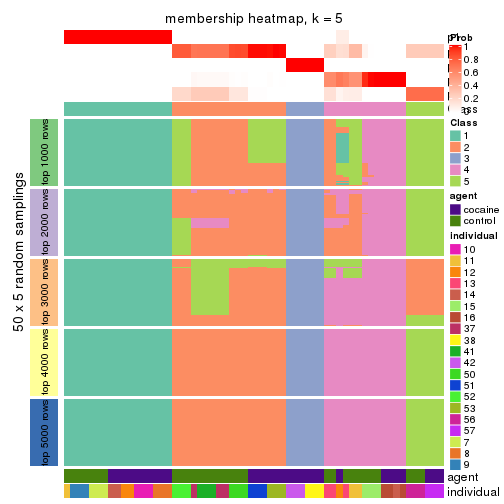 membership heatmap, k = 5
50 x 5 random samplings
top 1000 rows
top 2000 rows
top 3000 rows
top 4000 rows
top 5000 rows
agent
individual
Prob
1
0.8
0.6
0.4
0.2
0
Class
1
2
3
4
5
agent
cocaine
control
individual
10
11
12
13
14
15
16
37
38
41
42
50
51
52
53
56
57
7
8
9